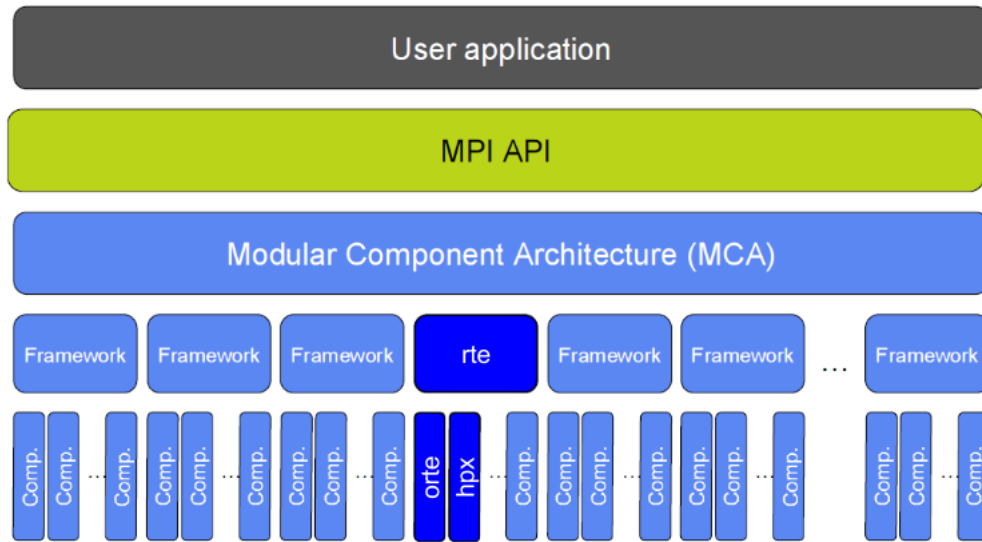 User application
MPI API
Modular Component Architecture (MCA)
Framework Framework Framework rte Framework Framework ... Framework
Comp. Comp. ... Comp. Comp. Comp. ... Comp. Comp. Comp. ... Comp. orte hpx ... Comp. Comp. Comp. ... Comp. Comp. Comp. ... Comp. Comp. Comp. ... Comp.